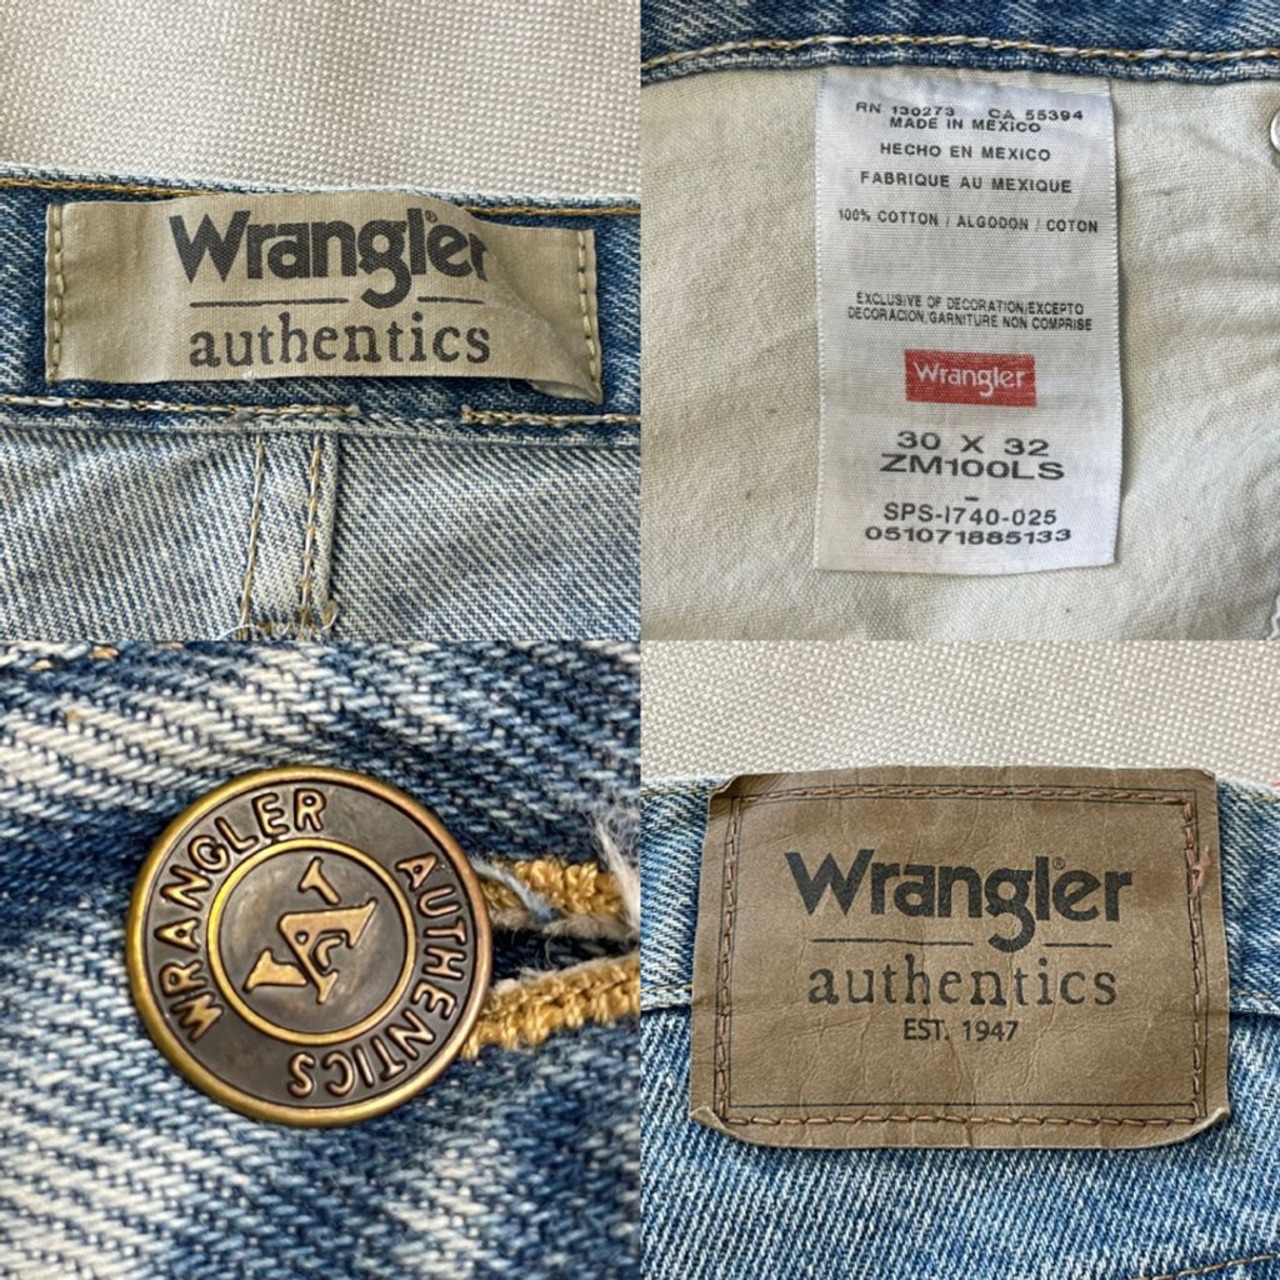 Wrangler®
authentics
RN 130273 CA 55394
MADE IN MEXICO
HECHO EN MEXICO
FABRIQUE AU MEXIQUE
100% COTTON / ALGODON / COTON
EXCLUSIVE OF DECORATION/EXCEPTO
DECORACION/GARNITURE NON COMPRISE
Wrangler
30 X 32
ZM100LS
-
SPS-1740-025
051071885133
WRANGLER AUTHENTICS
WA
Wrangler®
authentics
EST. 1947